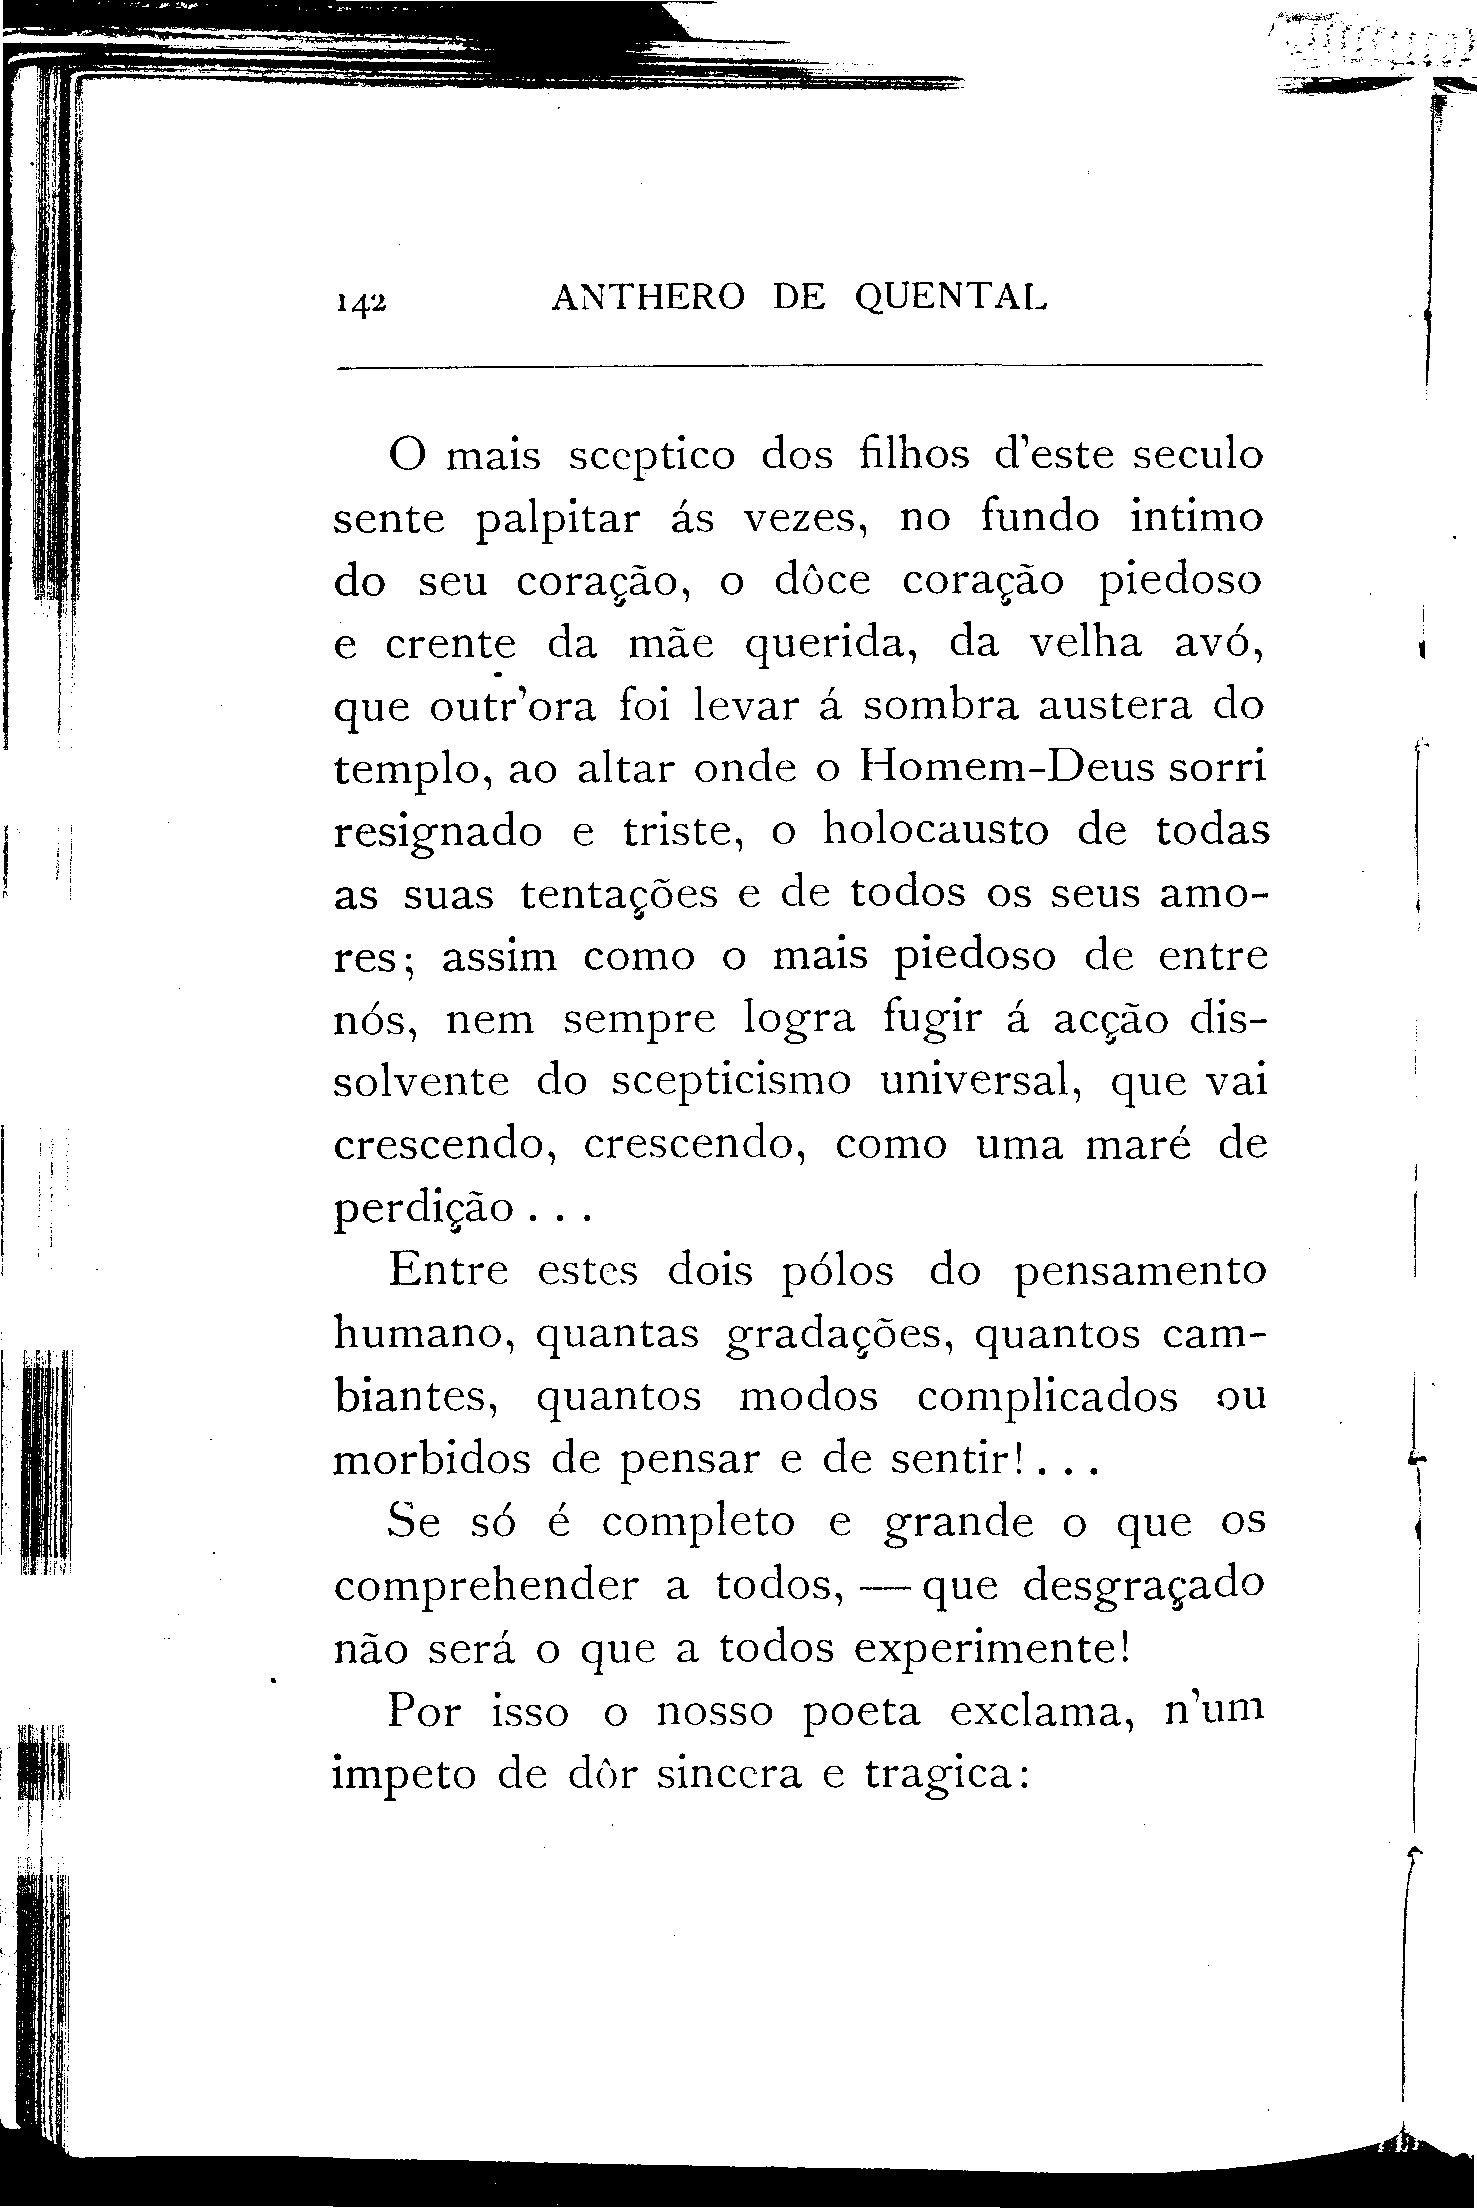 142 ANTHERO DE QUENTAL
O mais sceptico dos filhos d'este seculo
sente palpitar ás vezes, no fundo intimo
do seu coração, o dôce coração piedoso
e crente da mãe querida, da velha avó,
que outr'ora foi levar á sombra austera do
templo, ao altar onde o Homem-Deus sorri
resignado e triste, o holocausto de todas
as suas tentações e de todos os seus amo-
res; assim como o mais piedoso de entre
nós, nem sempre logra fugir á acção dis-
solvente do scepticismo universal, que vai
crescendo, crescendo, como uma maré de
perdição . . .
Entre estes dois pólos do pensamento
humano, quantas gradações, quantos cam-
biantes, quantos modos complicados ou
morbidos de pensar e de sentir! . . .
Se só é completo e grande o que os
comprehender a todos, — que desgraçado
não será o que a todos experimente!
Por isso o nosso poeta exclama, n'um
impeto de dôr sincera e tragica: